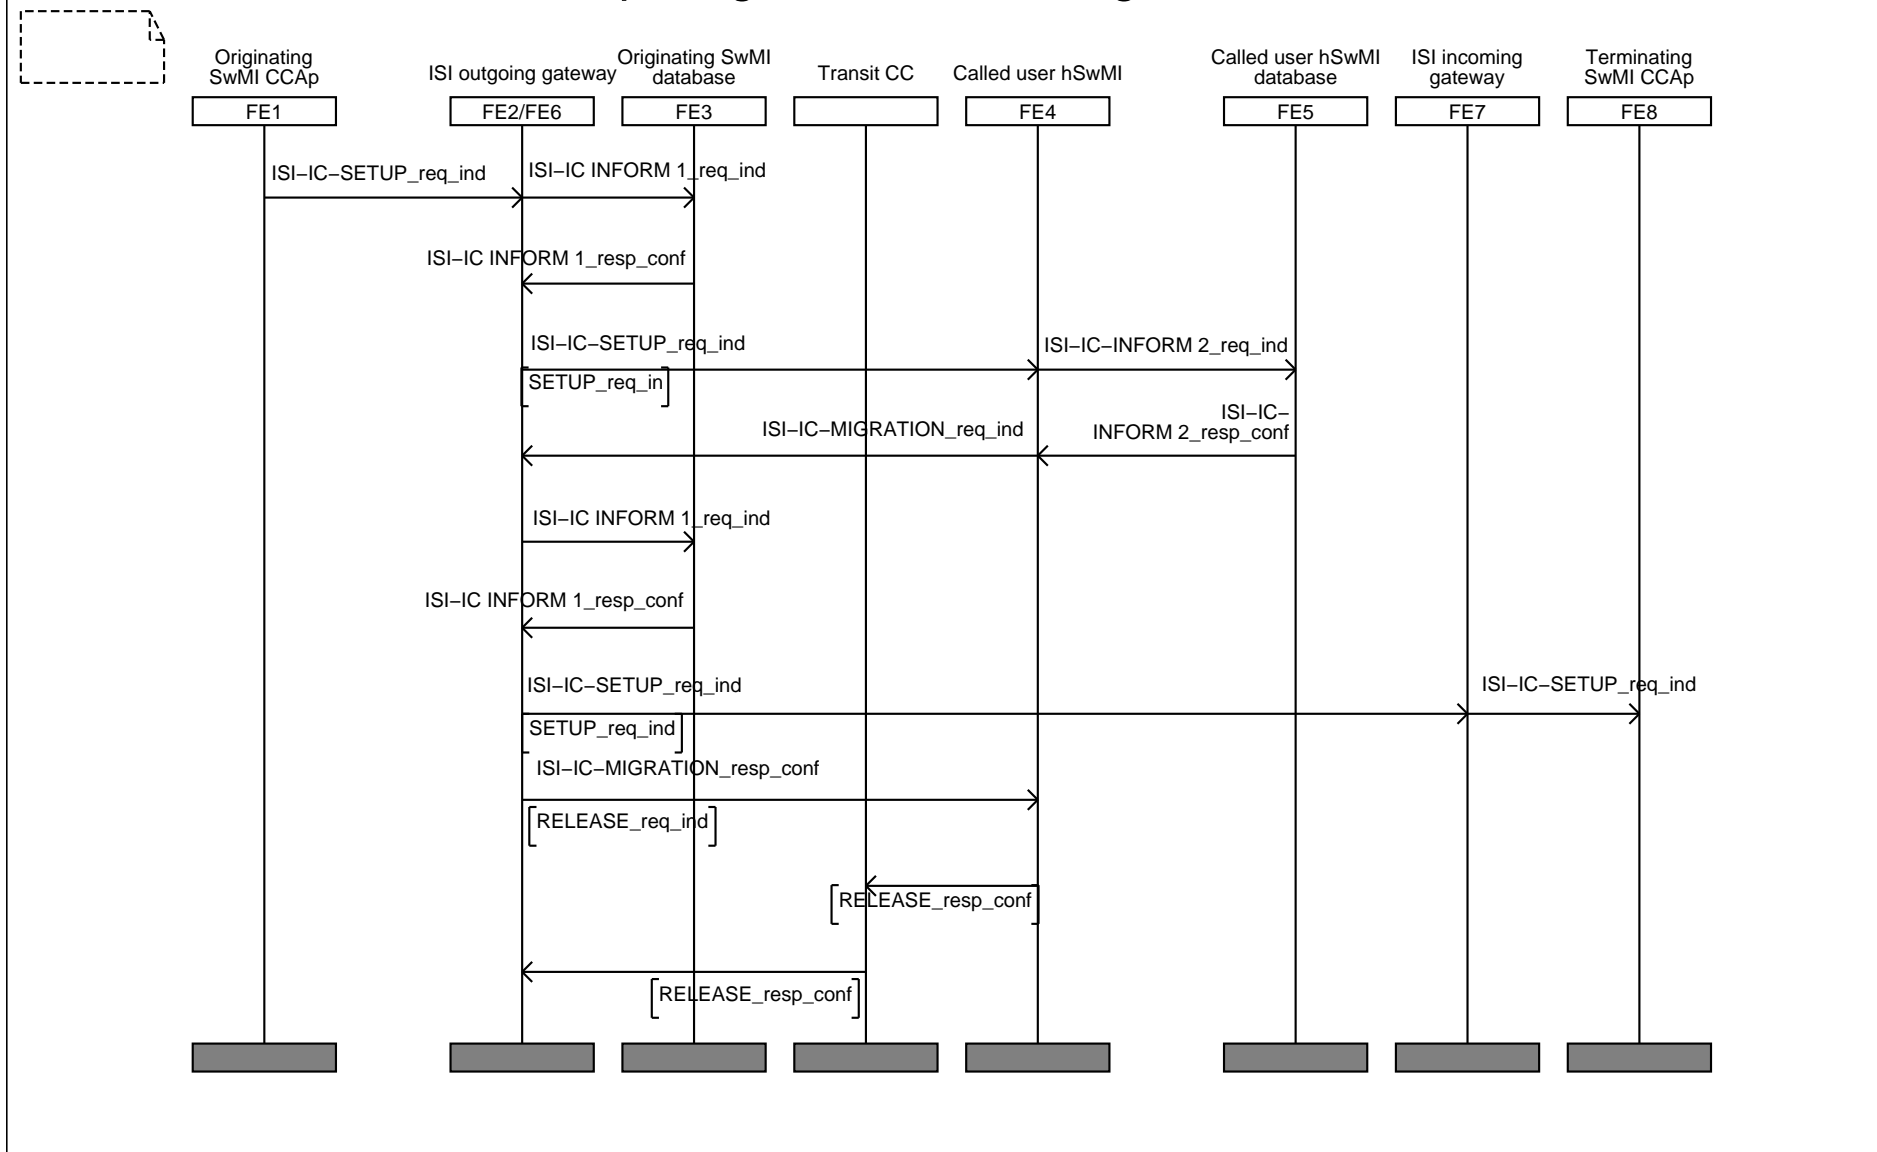 Originating
SwMI CCAp
ISI outgoing gateway
Originating SwMI
database
Transit CC
Called user hSwMI
Called user hSwMI
database
ISI incoming
gateway
Terminating
SwMI CCAp
FE1
FE2/FE6
FE3
FE4
FE5
FE7
FE8
ISI–IC–SETUP_req_ind
ISI–IC INFORM 1_req_ind
ISI–IC INFORM 1_resp_conf
ISI–IC–SETUP_req_ind
ISI–IC–INFORM 2_req_ind
SETUP_req_in
ISI–IC–MIGRATION_req_ind
ISI–IC–
INFORM 2_resp_conf
ISI–IC INFORM 1_req_ind
ISI–IC INFORM 1_resp_conf
ISI–IC–SETUP_req_ind
ISI–IC–SETUP_req_ind
SETUP_req_ind
ISI–IC–MIGRATION_resp_conf
RELEASE_req_ind
RELEASE_resp_conf
RELEASE_resp_conf